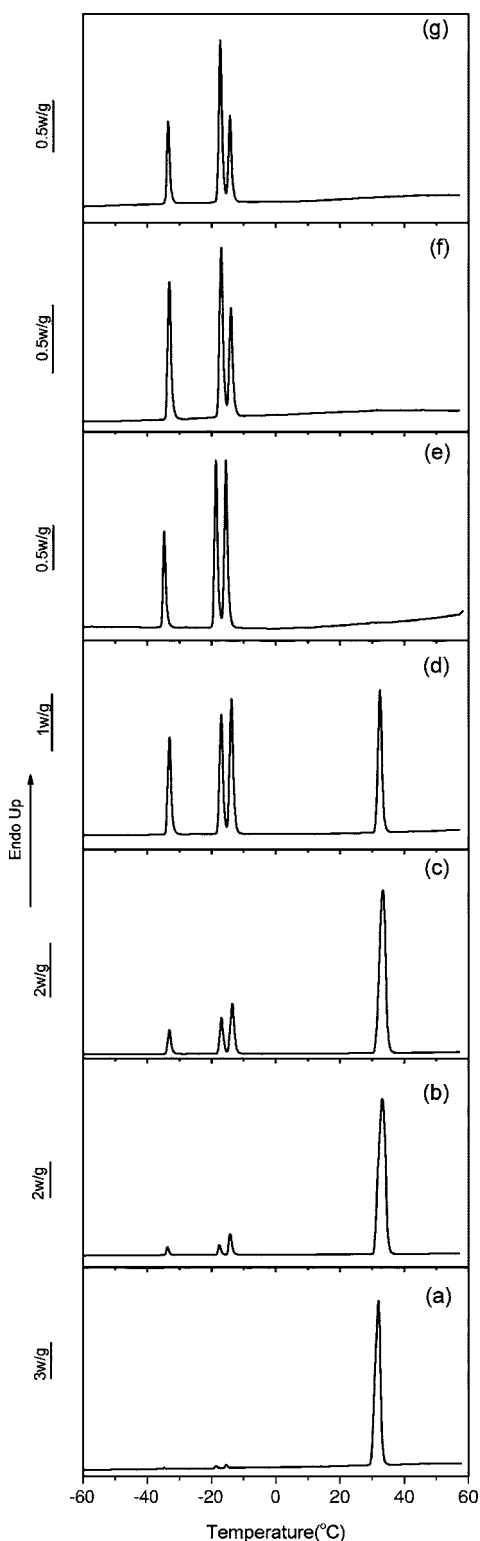 (g)
0.5w/g
(f)
0.5w/g
(e)
0.5w/g
(d)
1w/g
Endo Up
(c)
2w/g
(b)
2w/g
(a)
3w/g
-60 -40 -20 0 20 40 60
Temperature(°C)